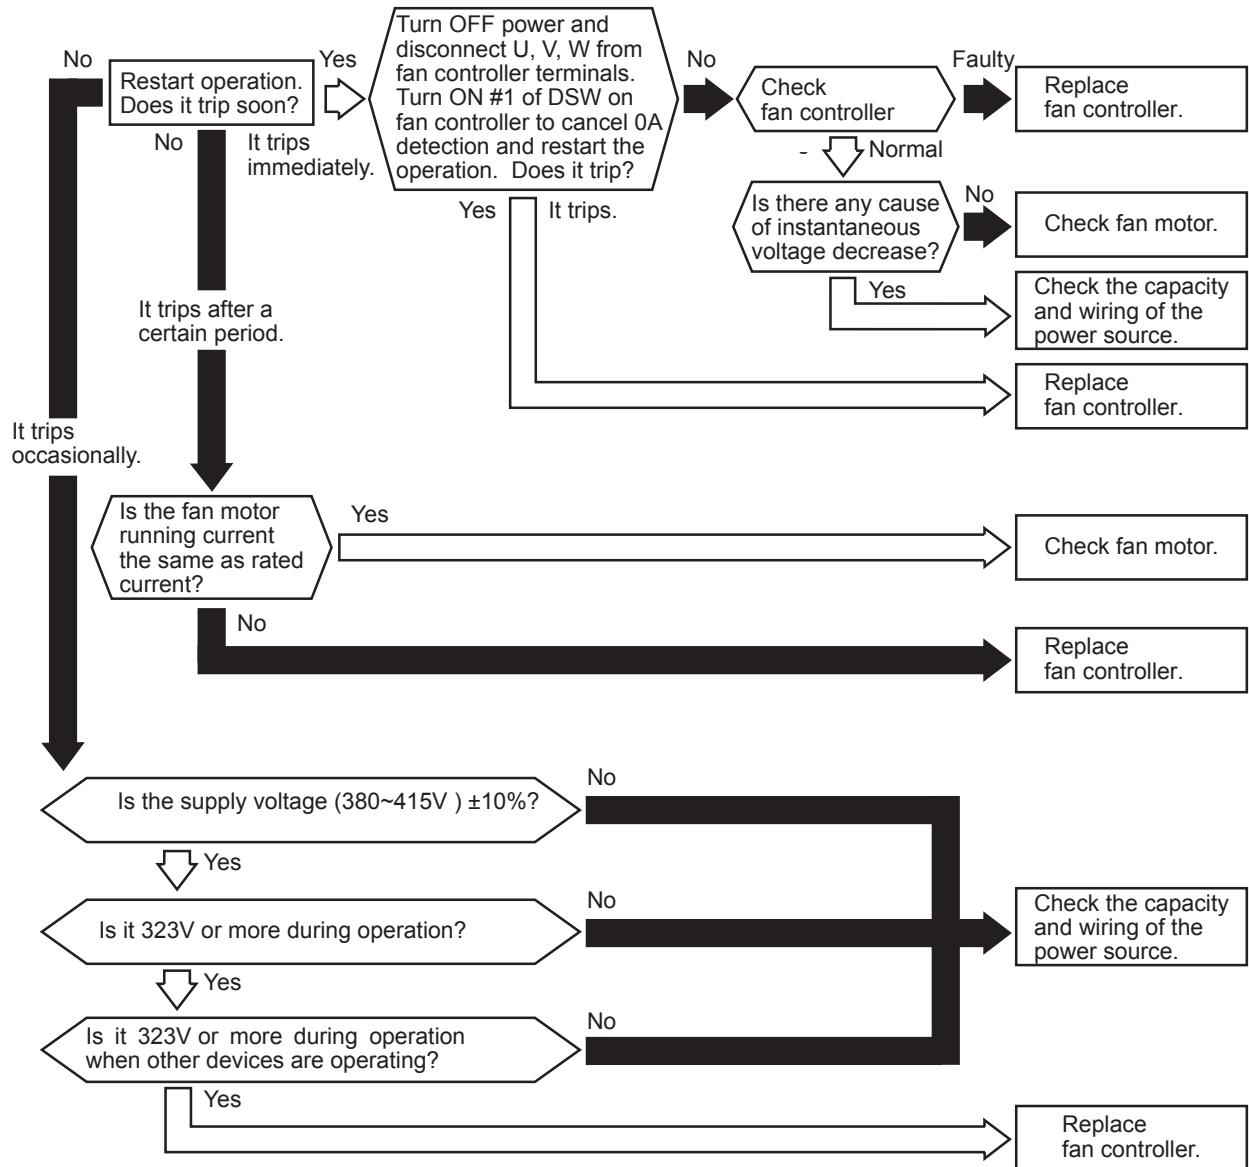 No
Restart operation.
Does it trip soon?
Yes
No
It trips
immediately.
Turn OFF power and
disconnect U, V, W from
fan controller terminals.
Turn ON #1 of DSW on
fan controller to cancel 0A
detection and restart the
operation. Does it trip?
No
Check
fan controller
Faulty
Replace
fan controller.
Normal
Is there any cause
of instantaneous
voltage decrease?
No
Check fan motor.
Yes
Check the capacity
and wiring of the
power source.
Yes
It trips.
Replace
fan controller.
It trips after a
certain period.
It trips
occasionally.
Is the fan motor
running current
the same as rated
current?
Yes
Check fan motor.
No
Replace
fan controller.
Is the supply voltage (380~415V ) ±10%?
No
Yes
Is it 323V or more during operation?
No
Check the capacity
and wiring of the
power source.
Yes
Is it 323V or more during operation
when other devices are operating?
No
Yes
Replace
fan controller.